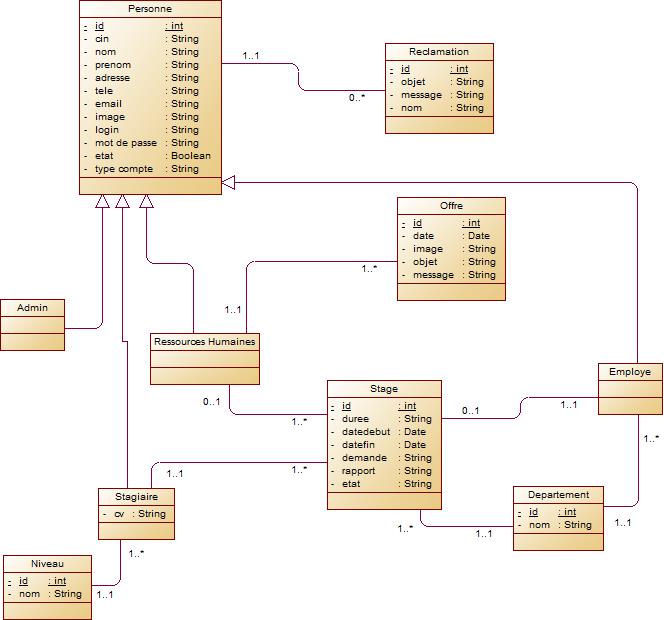 Personne
- id : int
- cin : String
- nom : String
- prenom : String
- adresse : String
- tele : String
- email : String
- image : String
- login : String
- mot de passe : String
- etat : Boolean
- type compte : String
1..1
0..*
Reclamation
- id : int
- objet : String
- message : String
- nom : String
Offre
- id : int
- date : Date
- image : String
- objet : String
- message : String
1..*
1..1
Admin
Ressources Humaines
0..1
1..*
Stage
- id : int
- duree : String
- datedebut : Date
- datefin : Date
- demande : String
- rapport : String
- etat : String
0..1
1..1
Employe
1..*
1..1
1..*
Stagiaire
- cv : String
1..*
1..1
Departement
- id : int
- nom : String
1..*
1..1
Niveau
- id : int
- nom : String
1..1